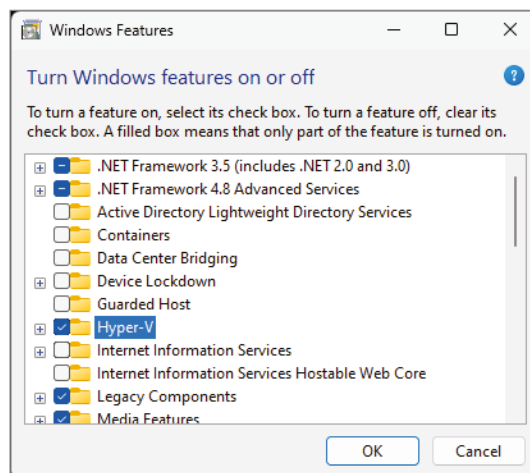 Windows Features
Turn Windows features on or off
?
To turn a feature on, select its check box. To turn a feature off, clear its
check box. A filled box means that only part of the feature is turned on.
.NET Framework 3.5 (includes .NET 2.0 and 3.0)
.NET Framework 4.8 Advanced Services
Active Directory Lightweight Directory Services
Containers
Data Center Bridging
Device Lockdown
Guarded Host
Hyper-V
Internet Information Services
Internet Information Services Hostable Web Core
Legacy Components
Media Features
OK
Cancel